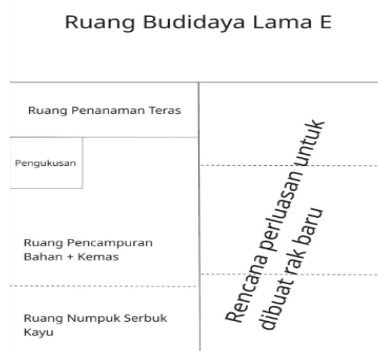 Ruang Budidaya Lama E
Ruang Penanaman Teras
Pengukusan
Ruang Pencampuran
Bahan + Kemas
Ruang Numpuk Serbuk
Kayu
Rencana perluasan untuk
dibuat rak baru